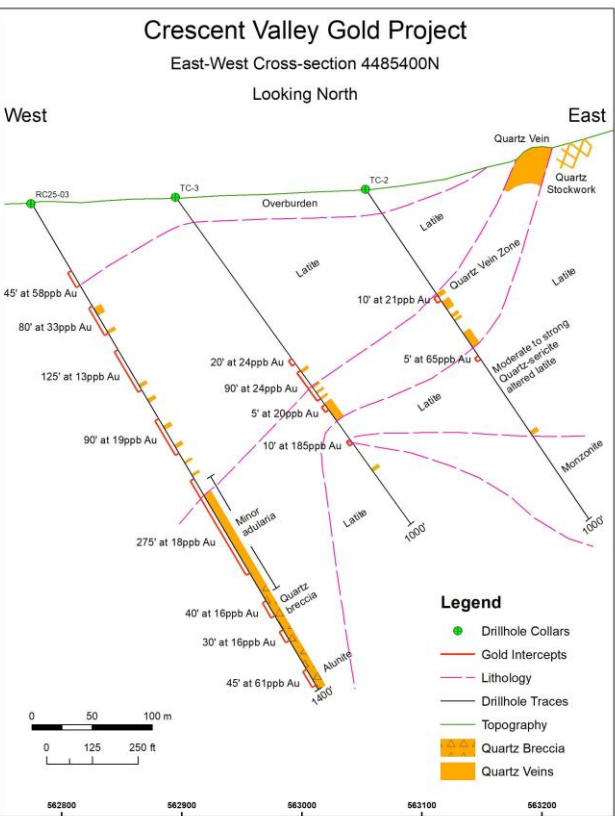 Crescent Valley Gold Project
East-West Cross-section 4485400N
Looking North
West
East
Quartz Vein
Quartz
Stockwork
RC25-03
TC-3
TC-2
Overburden
Latite
Latite
Latite
Quartz Vein Zone
45' at 58ppb Au
80' at 33ppb Au
125' at 13ppb Au
90' at 19ppb Au
275' at 18ppb Au
40' at 16ppb Au
30' at 16ppb Au
45' at 61ppb Au
20' at 24ppb Au
90' at 24ppb Au
5' at 20ppb Au
10' at 185ppb Au
10' at 21ppb Au
5' at 65ppb Au
Moderate to strong
Quartz-sericite
altered latite
Latite
Monzonite
Latite
Minor
adularia
Quartz
breccia
Alunite
1400'
1000'
1000'
Legend
Drillhole Collars
Gold Intercepts
Lithology
Drillhole Traces
Topography
Quartz Breccia
Quartz Veins
0 50 100 m
0 125 250 ft
562800 562900 563000 563100 563200